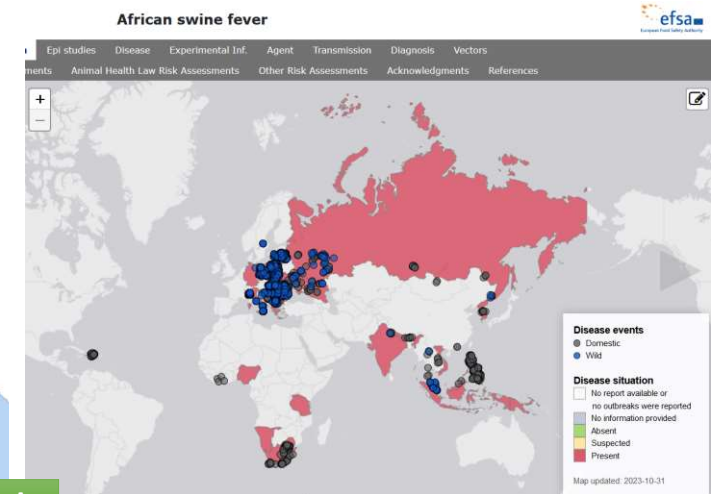 African swine fever
efsa
European Food Safety Authority
Epi studies Disease Experimental Inf. Agent Transmission Diagnosis Vectors
ments Animal Health Law Risk Assessments Other Risk Assessments Acknowledgments References
+
−
Disease events
Domestic
Wild
Disease situation
No report available or
no outbreaks were reported
No information provided
Absent
Suspected
Present
Map updated: 2023-10-31